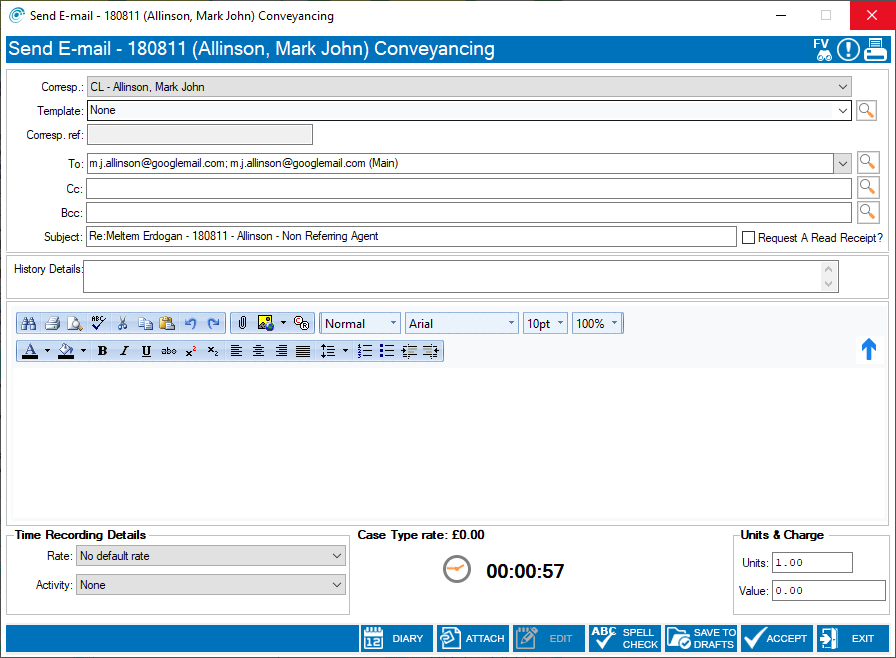 Send E-mail - 180811 (Allinson, Mark John) Conveyancing
Send E-mail - 180811 (Allinson, Mark John) Conveyancing
FV
Corresp.: CL - Allinson, Mark John
Template: None
Corresp. ref:
To: m.j.allinson@googlemail.com; m.j.allinson@googlemail.com (Main)
Cc:
Bcc:
Subject: Re:Meltem Erdogan - 180811 - Allinson - Non Referring Agent
Request A Read Receipt?
History Details:
ABC
Normal Arial 10pt 100%
A B I U abc x² x₂
Time Recording Details
Rate: No default rate
Activity: None
Case Type rate: £0.00
00:00:57
Units & Charge
Units: 1.00
Value: 0.00
12 DIARY
ATTACH
EDIT
ABC SPELL CHECK
SAVE TO DRAFTS
ACCEPT
EXIT